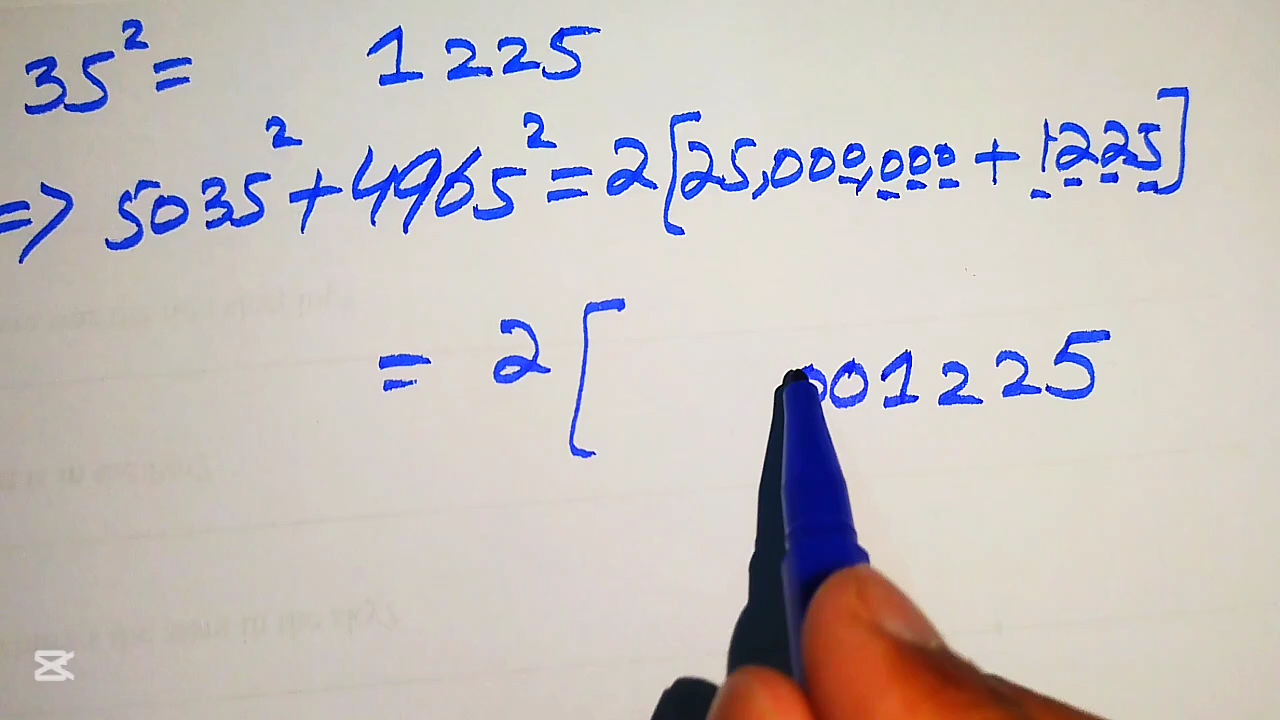 35² = 1225
=> 5035² + 4965² = 2[25,000,000 + 1225]
= 2[ 001225